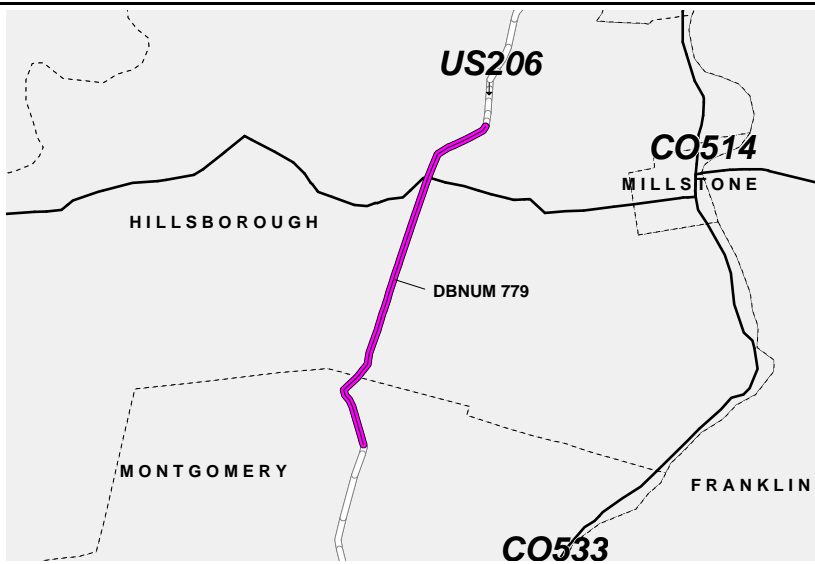 US206
CO514
MILLSTONE
HILLSBOROUGH
DBNUM 779
MONTGOMERY
FRANKLIN
CO533